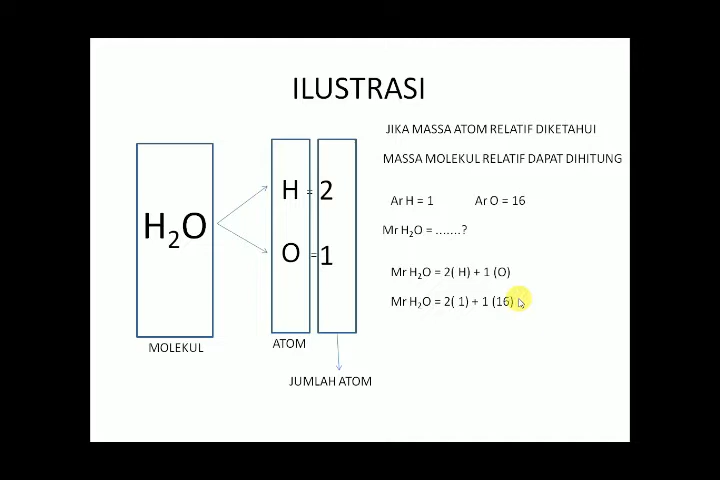 ILUSTRASI
JIKA MASSA ATOM RELATIF DIKETAHUI
MASSA MOLEKUL RELATIF DAPAT DIHITUNG
H₂O
H = 2
O = 1
MOLEKUL
ATOM
JUMLAH ATOM
Ar H = 1 Ar O = 16
Mr H₂O = .......?
Mr H₂O = 2( H) + 1 (O)
Mr H₂O = 2( 1) + 1 (16)